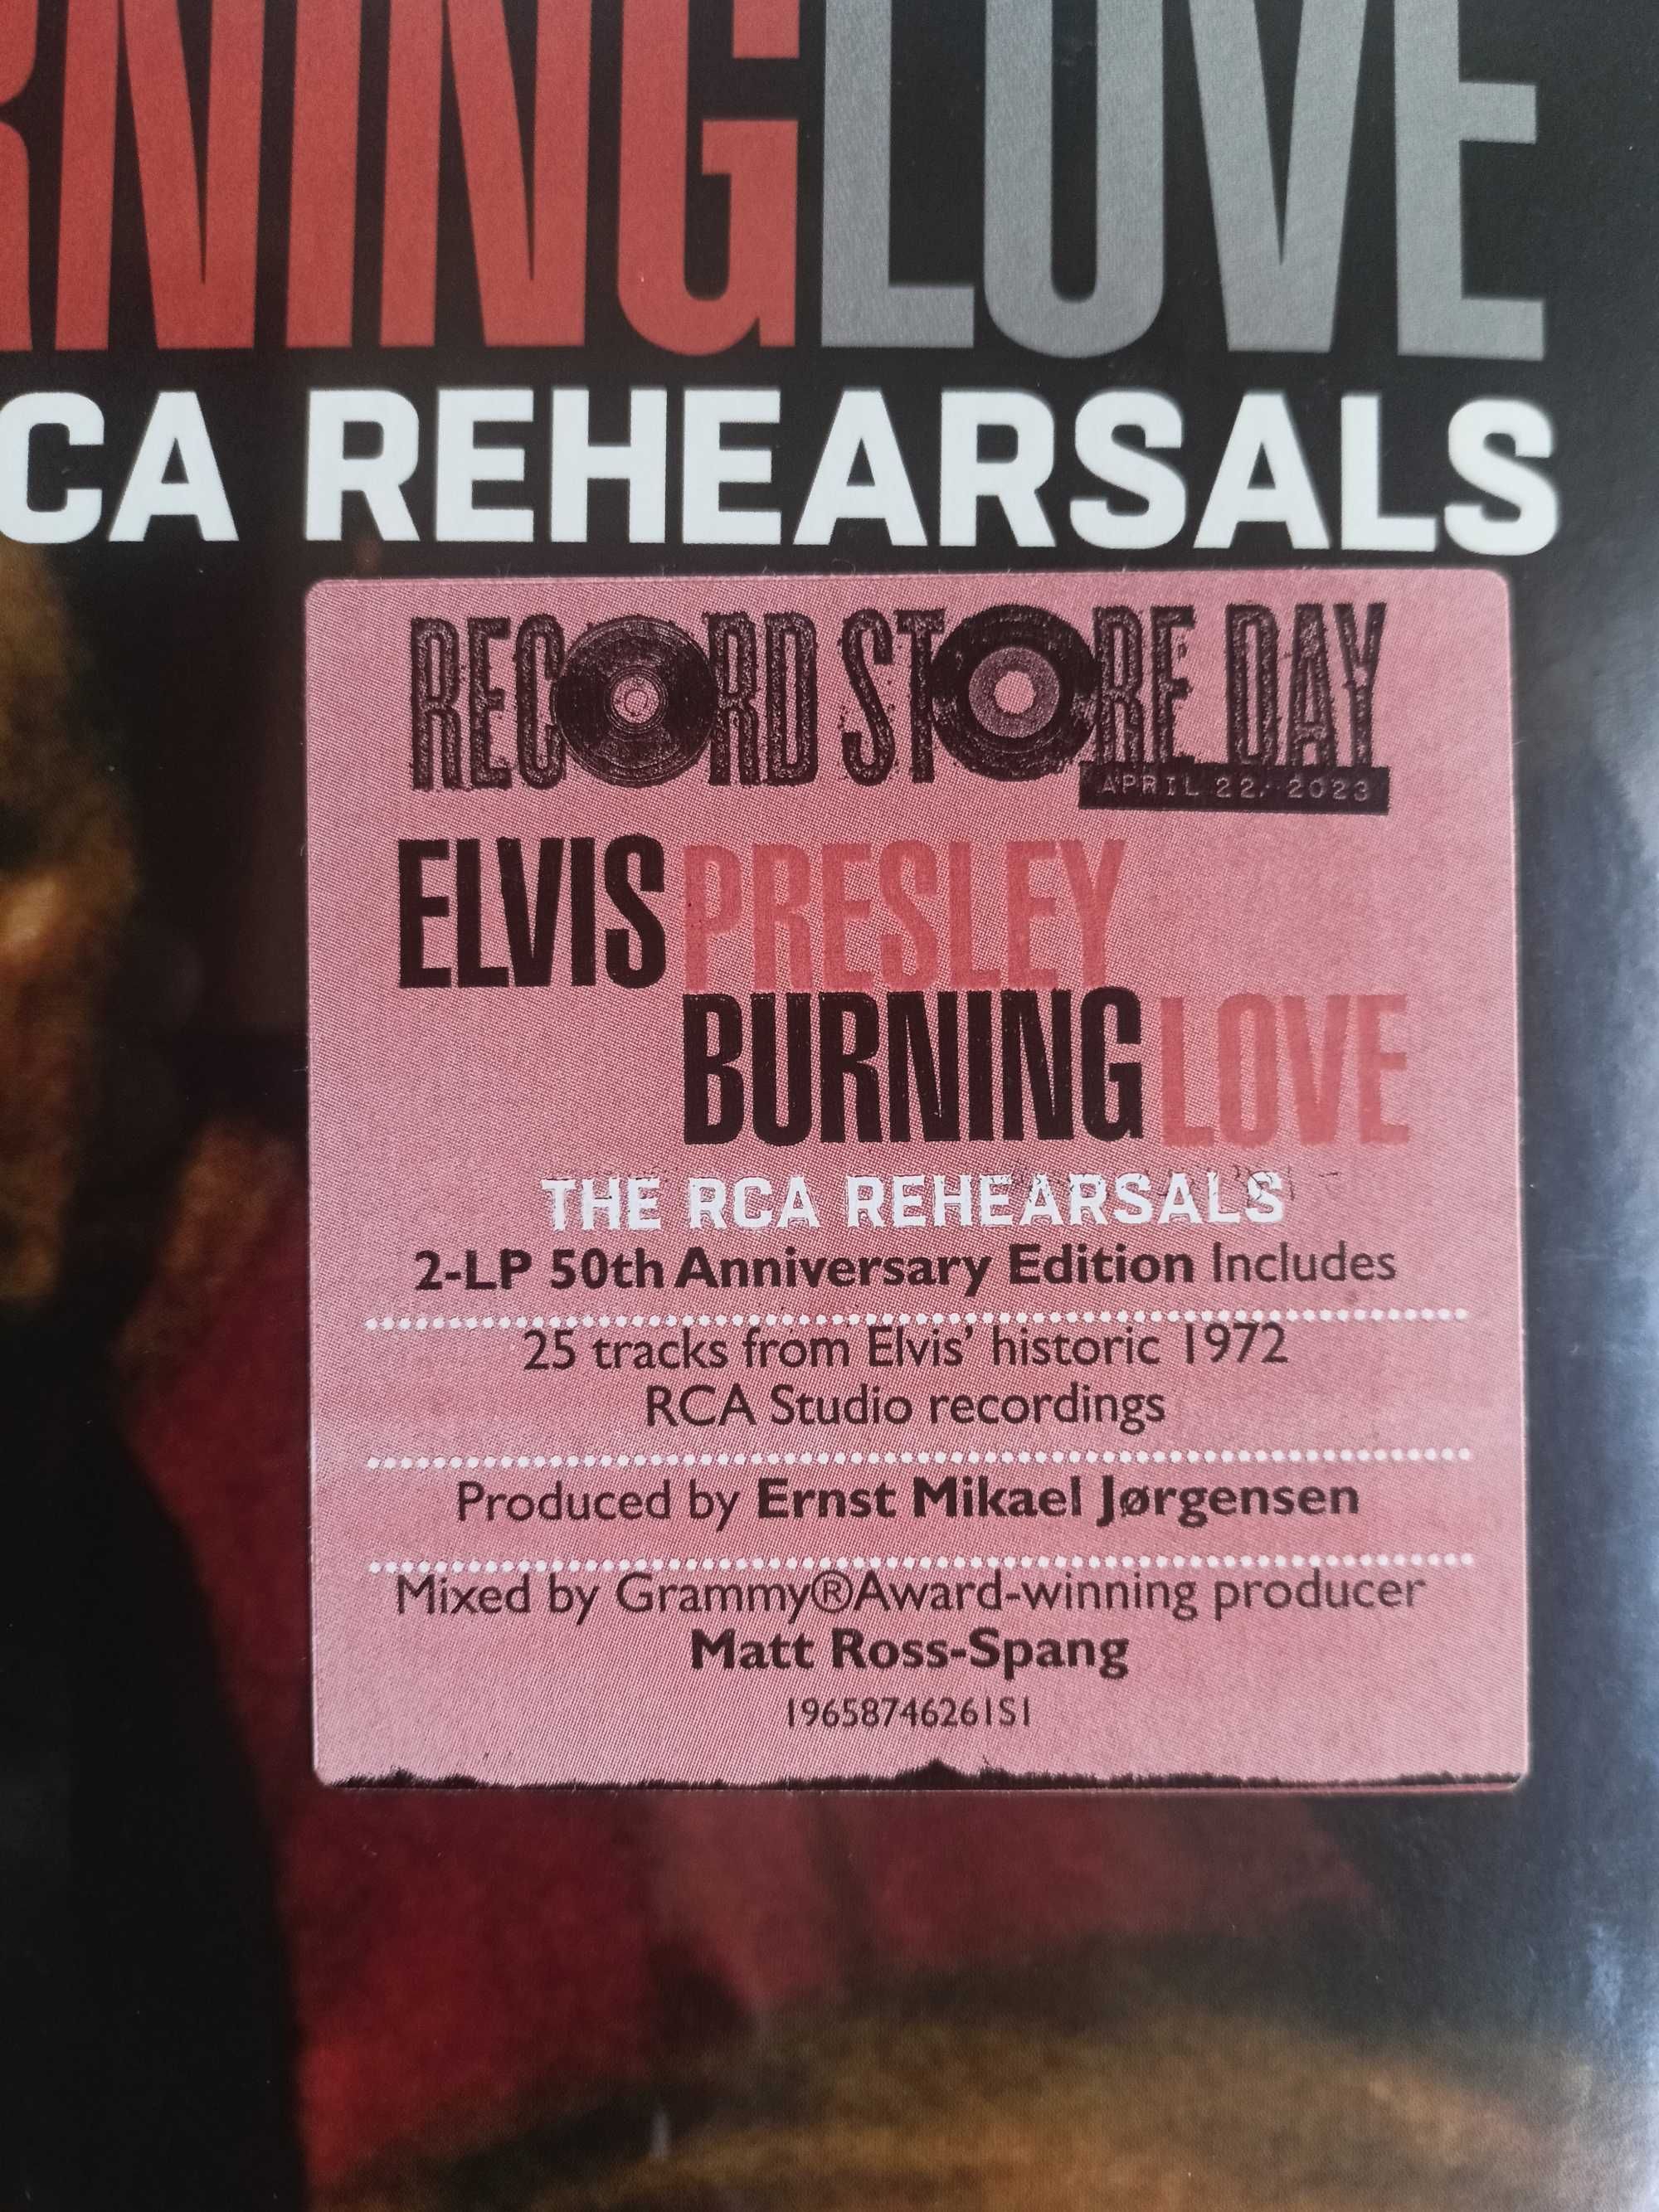 RNINGLOVE
CA REHEARSALS
RECORD STORE DAY
APRIL 22, 2023
ELVIS PRESLEY
BURNING LOVE
THE RCA REHEARSALS
2-LP 50th Anniversary Edition Includes
25 tracks from Elvis’ historic 1972
RCA Studio recordings
Produced by Ernst Mikael Jørgensen
Mixed by Grammy®Award-winning producer
Matt Ross-Spang
19658746261S1